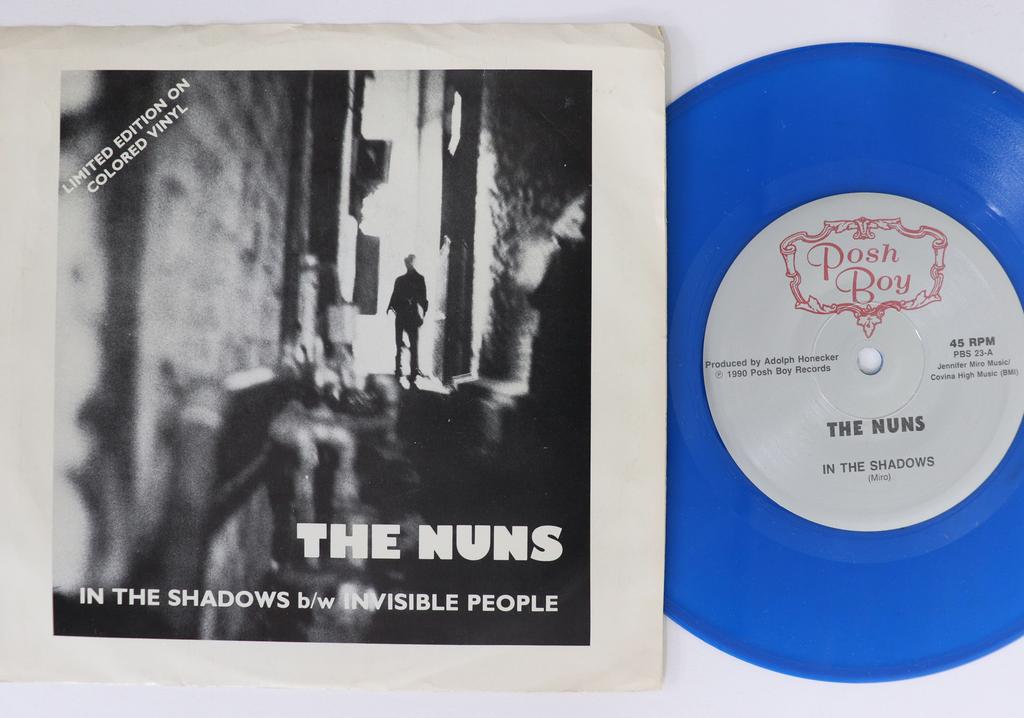 LIMITED EDITION ON
COLORED VINYL
THE NUNS
IN THE SHADOWS b/w INVISIBLE PEOPLE
Posh
Boy
Produced by Adolph Honecker
℗ 1990 Posh Boy Records
45 RPM
PBS 23-A
Jennifer Miro Music/
Covina High Music (BMI)
THE NUNS
IN THE SHADOWS
(Miro)